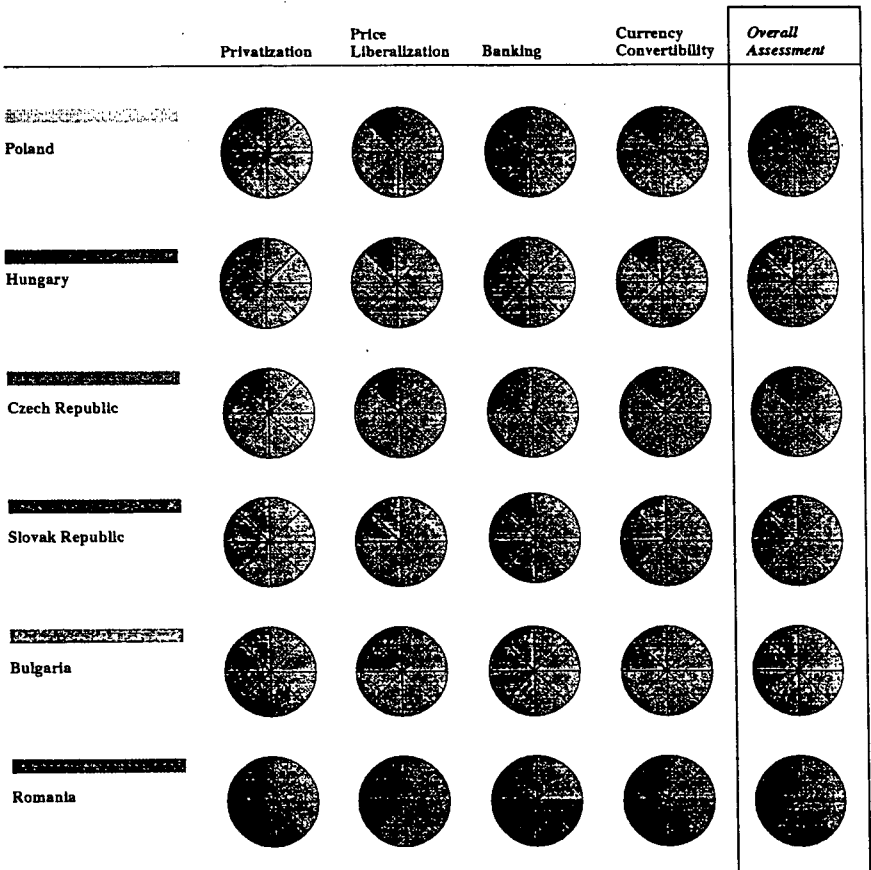 Privatization
Price
Liberalization
Banking
Currency
Convertibility
Overall
Assessment
Poland
Hungary
Czech Republic
Slovak Republic
Bulgaria
Romania